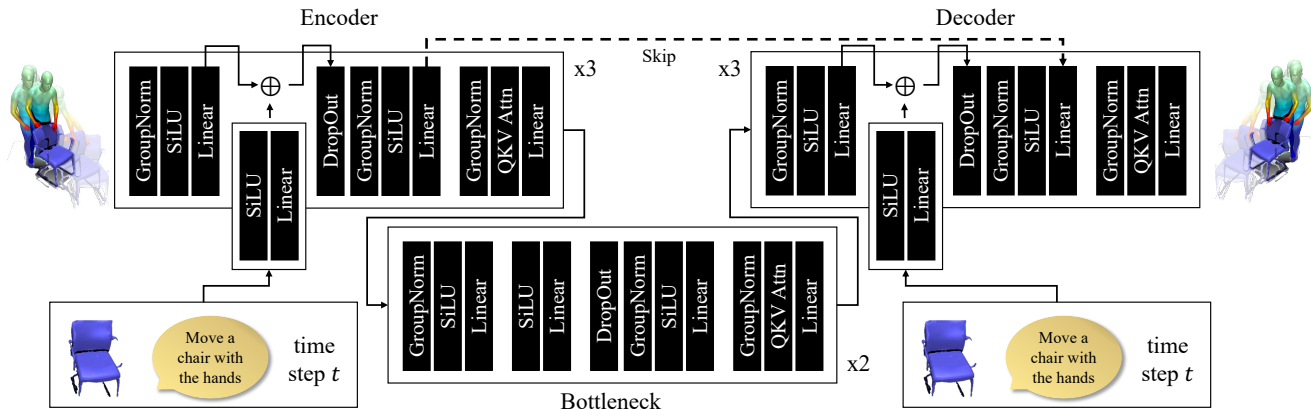 Encoder
Decoder
Skip
x3
x3
GroupNorm
SiLU
Linear
DropOut
GroupNorm
SiLU
Linear
GroupNorm
QKV Attn
Linear
SiLU
Linear
GroupNorm
SiLU
Linear
DropOut
GroupNorm
SiLU
Linear
GroupNorm
QKV Attn
Linear
SiLU
Linear
GroupNorm
SiLU
Linear
SiLU
Linear
DropOut
GroupNorm
SiLU
Linear
GroupNorm
QKV Attn
Linear
x2
Bottleneck
Move a
chair with
the hands
time
step t
Move a
chair with
the hands
time
step t